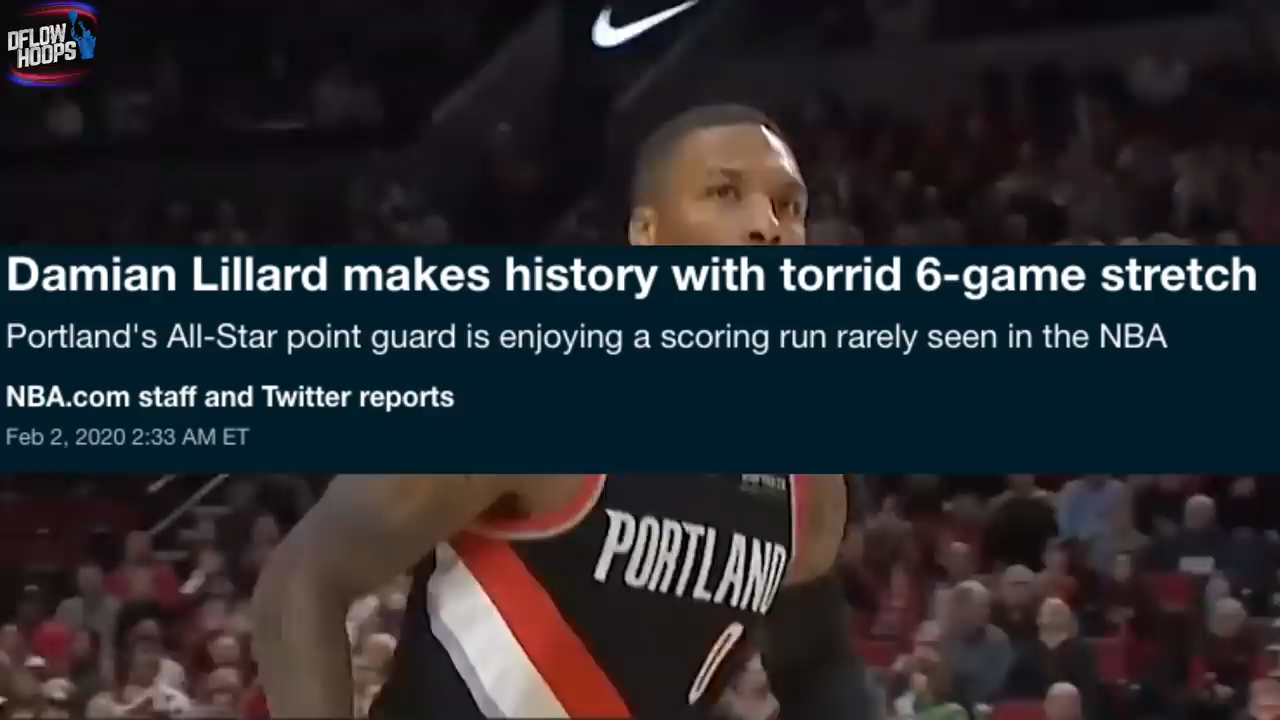 DFLOW
HOOPS
Damian Lillard makes history with torrid 6-game stretch
Portland's All-Star point guard is enjoying a scoring run rarely seen in the NBA
NBA.com staff and Twitter reports
Feb 2, 2020 2:33 AM ET
PORTLAND
0